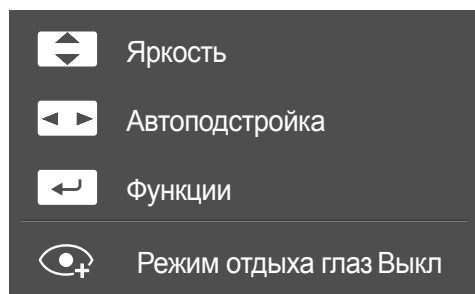 Яркость
Автоподстройка
Функции
Режим отдыха глаз Выкл